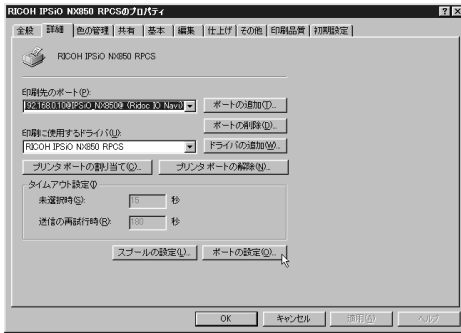 RICOH IPSiO NX850 RPCSのプロパティ
全般 詳細 色の管理 共有 基本 編集 仕上げ その他 印刷品質 初期設定
RICOH IPSiO NX850 RPCS
印刷先のポート(P):
92.168.0.10@IPSiO_NX850@ (Ridoc IO Navi)
ポートの追加(T)...
ポートの削除(D)...
印刷に使用するドライバ(U):
RICOH IPSiO NX850 RPCS
ドライバの追加(W)...
プリンタ ポートの割り当て(C)... プリンタ ポートの解除(N)...
タイムアウト設定(I)
未選択時(S): 15 秒
送信の再試行時(R): 180 秒
スプールの設定(L)... ポートの設定(O)...
OK キャンセル 適用(A) ヘルプ